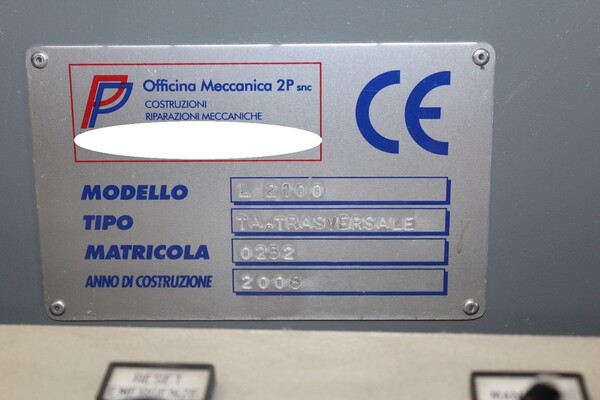 Officina Meccanica 2P snc
COSTRUZIONI
RIPARAZIONI MECCANICHE
CE
MODELLO L 2100
TIPO TA.TRASVERSALE
MATRICOLA 0252
ANNO DI COSTRUZIONE 2008
RESET
EMERGENZE